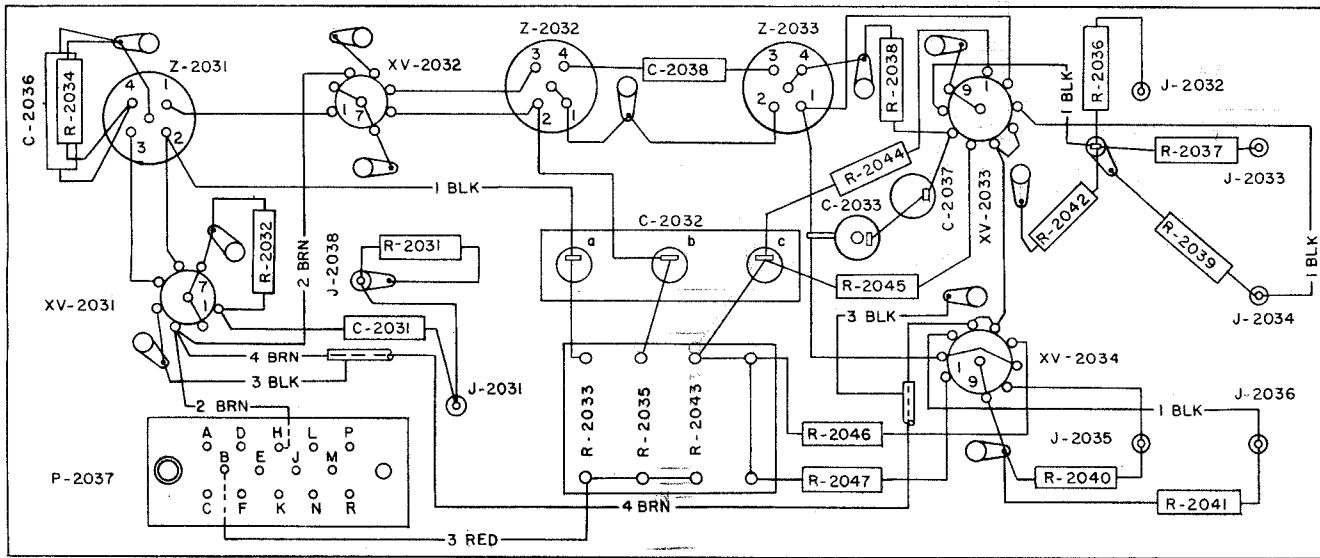 Z-2032
Z-2033
C-2036
R-2034
Z-2031
4
1
3
2
XV-2032
1
7
3
4
2
1
C-2038
3
4
2
1
R-2038
9
1
1 BLK
R-2036
J-2032
R-2037
J-2033
1 BLK
R-2044
C-2033
C-2037
XV-2033
R-2042
R-2039
1 BLK
J-2034
C-2032
a
b
c
R-2045
2 BRN
R-2032
J-2038
R-2031
XV-2031
7
1
C-2031
4 BRN
3 BLK
J-2031
2 BRN
3 BLK
XV-2034
1
9
R-2033
R-2035
R-2043
R-2046
R-2047
1 BLK
J-2036
J-2035
R-2040
R-2041
P-2037
A D H L P
B E J M
C F K N R
4 BRN
3 RED